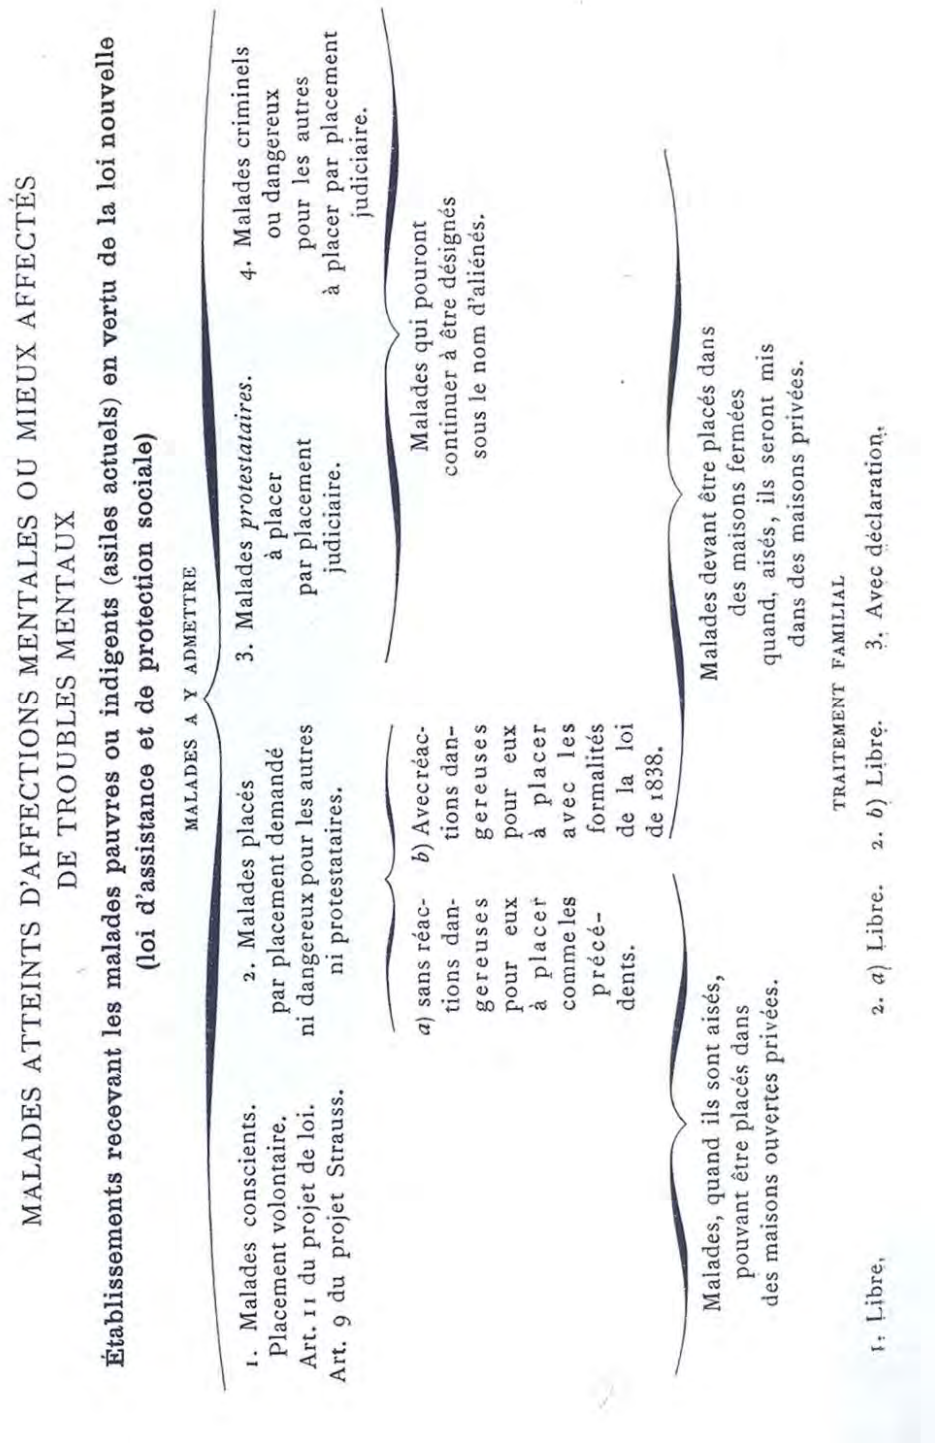 MALADES ATTEINTS D'AFFECTIONS MENTALES OU MIEUX AFFECTÉS
DE TROUBLES MENTAUX
Établissements recevant les malades pauvres ou indigents (asiles actuels) en vertu de la loi nouvelle
(loi d'assistance et de protection sociale)
MALADES A Y ADMETTRE
1. Malades conscients.
Placement volontaire.
Art. 11 du projet de loi.
Art. 9 du projet Strauss.
2. Malades placés
par placement demandé
ni dangereux pour les autres
ni protestataires.
3. Malades protestataires.
à placer
par placement
judiciaire.
4. Malades criminels
ou dangereux
pour les autres
à placer par placement
judiciaire.
a) sans réac-
tions dan-
gereuses
pour eux
à placer
comme les
précé-
dents.
b) Avec réac-
tions dan-
gereuses
pour eux
à placer
avec les
formalités
de la loi
de 1838.
Malades qui pouront
continuer à être désignés
sous le nom d'aliénés.
Malades, quand ils sont aisés,
pouvant être placés dans
des maisons ouvertes privées.
Malades devant être placés dans
des maisons fermées
quand, aisés, ils seront mis
dans des maisons privées.
TRAITEMENT FAMILIAL
1. Libre. 2. a) Libre. 2. b) Libre. 3. Avec déclaration.